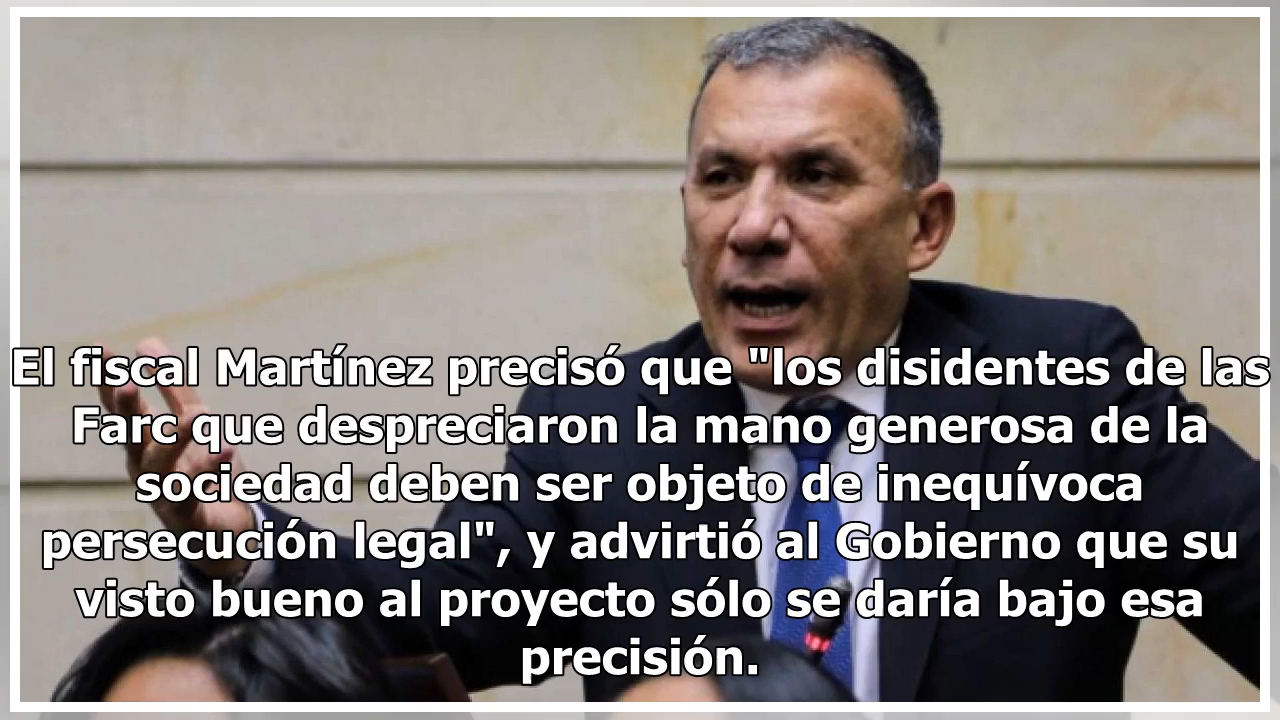 El fiscal Martínez precisó que "los disidentes de las
Farc que despreciaron la mano generosa de la
sociedad deben ser objeto de inequívoca
persecución legal", y advirtió al Gobierno que su
visto bueno al proyecto sólo se daría bajo esa
precisión.